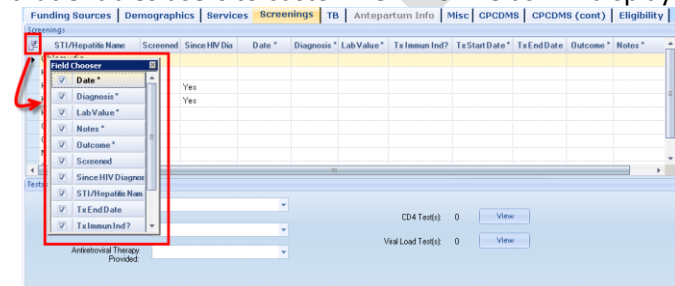 Funding Sources | Demographics | Services | Screenings | TB | Antepartum Info | Misc | CPCDMS | CPCDMS (cont) | Eligibility
Screenings
STI/Hepatitis Name Screened Since HIV Dia Date * Diagnosis * Lab Value * Tx Immun Ind? Tx Start Date * Tx End Date Outcome * Notes *
Field Chooser
Date *
Diagnosis *
Yes
Lab Value *
Yes
Notes *
Outcome *
Screened
Since HIV Diagnos
STI/Hepatitis Nam
Tx End Date
Tx Immun Ind?
CD4 Test(s): 0 View
Viral Load Test(s): 0 View
Antiretroviral Therapy
Provided: